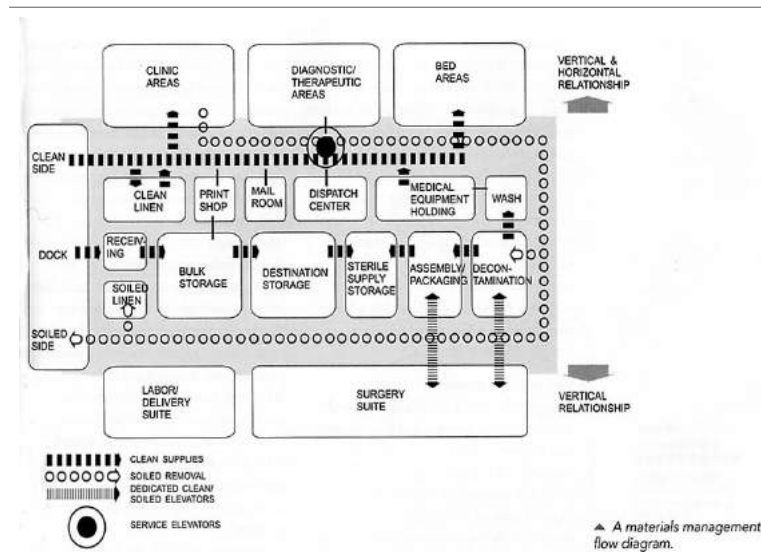 CLINIC
AREAS
DIAGNOSTIC/
THERAPEUTIC
AREAS
BED
AREAS
VERTICAL &
HORIZONTAL
RELATIONSHIP
CLEAN
SIDE
CLEAN
LINEN
PRINT
SHOP
MAIL
ROOM
DISPATCH
CENTER
MEDICAL
EQUIPMENT
HOLDING
WASH
DOCK
RECEIV-
ING
BULK
STORAGE
DESTINATION
STORAGE
STERILE
SUPPLY
STORAGE
ASSEMBLY/
PACKAGING
DECON-
TAMINATION
SOILED
LINEN
SOILED
SIDE
LABOR/
DELIVERY
SUITE
SURGERY
SUITE
VERTICAL
RELATIONSHIP
CLEAN SUPPLIES
SOILED REMOVAL
DEDICATED CLEAN/
SOILED ELEVATORS
SERVICE ELEVATORS
▲ A materials management
flow diagram.